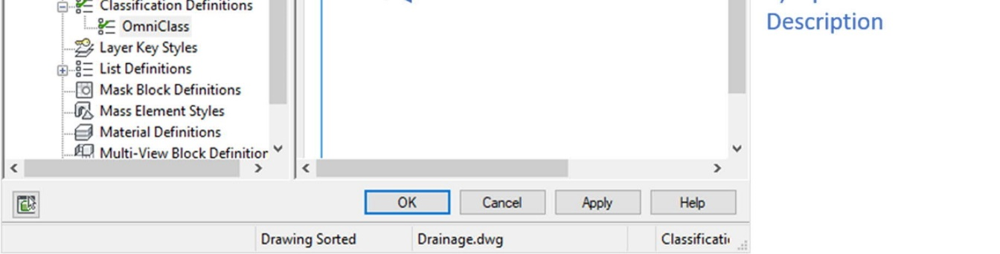 Classification Definitions
OmniClass
Layer Key Styles
List Definitions
Mask Block Definitions
Mass Element Styles
Material Definitions
Multi-View Block Definition
Description
OK Cancel Apply Help
Drawing Sorted Drainage.dwg Classificati